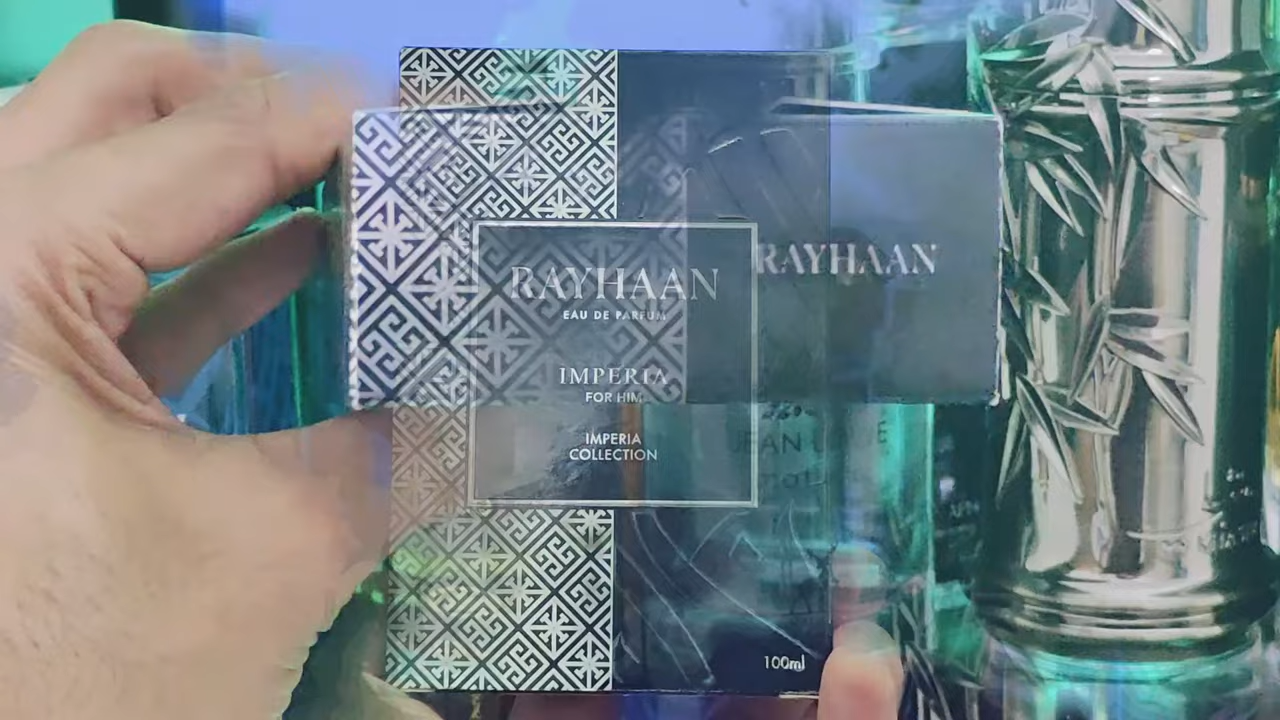 RAYHAAN
RAYHAAN
EAU DE PARFUM
IMPERIA
FOR HIM
IMPERIA
COLLECTION
100ml